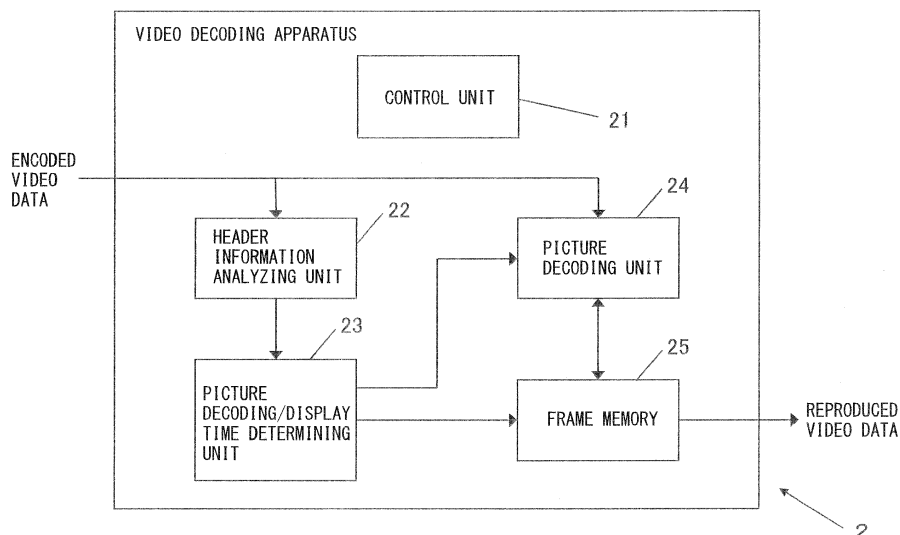 VIDEO DECODING APPARATUS
CONTROL UNIT
21
ENCODED
VIDEO
DATA
22
24
HEADER
INFORMATION
ANALYZING UNIT
PICTURE
DECODING UNIT
23
25
PICTURE
DECODING/DISPLAY
TIME DETERMINING
UNIT
FRAME MEMORY
REPRODUCED
VIDEO DATA
2